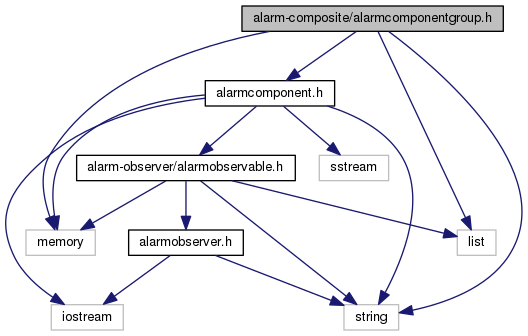 alarm-composite/alarmcomponentgroup.h
alarmcomponent.h
alarm-observer/alarmobservable.h
sstream
memory
alarmobserver.h
list
iostream
string